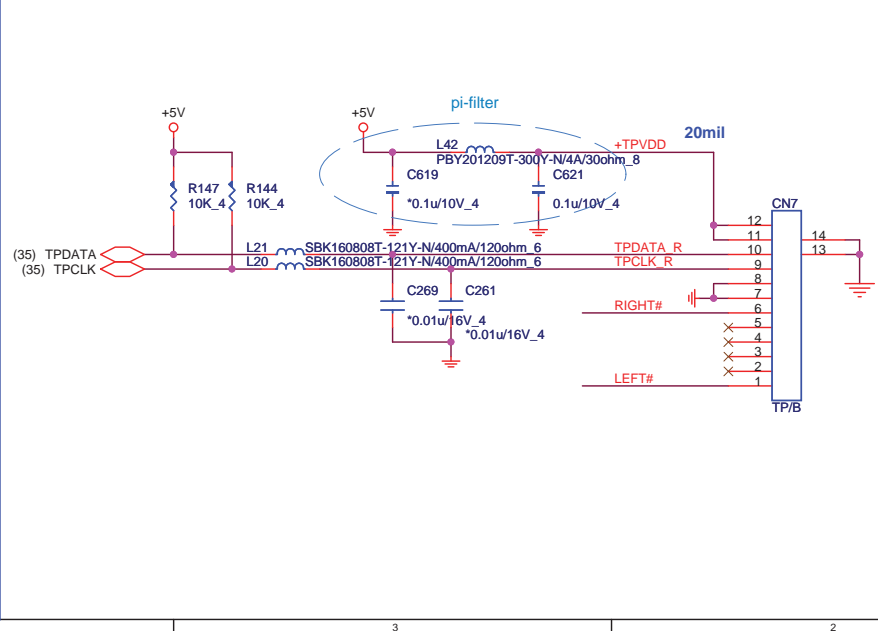 pi-filter
+5V
+5V
20mil
L42
+TPVDD
PBY201209T-300Y-N/4A/30ohm_8
C619
C621
R147
R144
10K_4
10K_4
*0.1u/10V_4
0.1u/10V_4
CN7
12
11
14
(35) TPDATA
L21
SBK160808T-121Y-N/400mA/120ohm_6
TPDATA_R
10
13
(35) TPCLK
L20
SBK160808T-121Y-N/400mA/120ohm_6
TPCLK_R
9
8
C269
C261
7
RIGHT#
6
*0.01u/16V_4
5
*0.01u/16V_4
4
3
2
LEFT#
1
TP/B
3
2